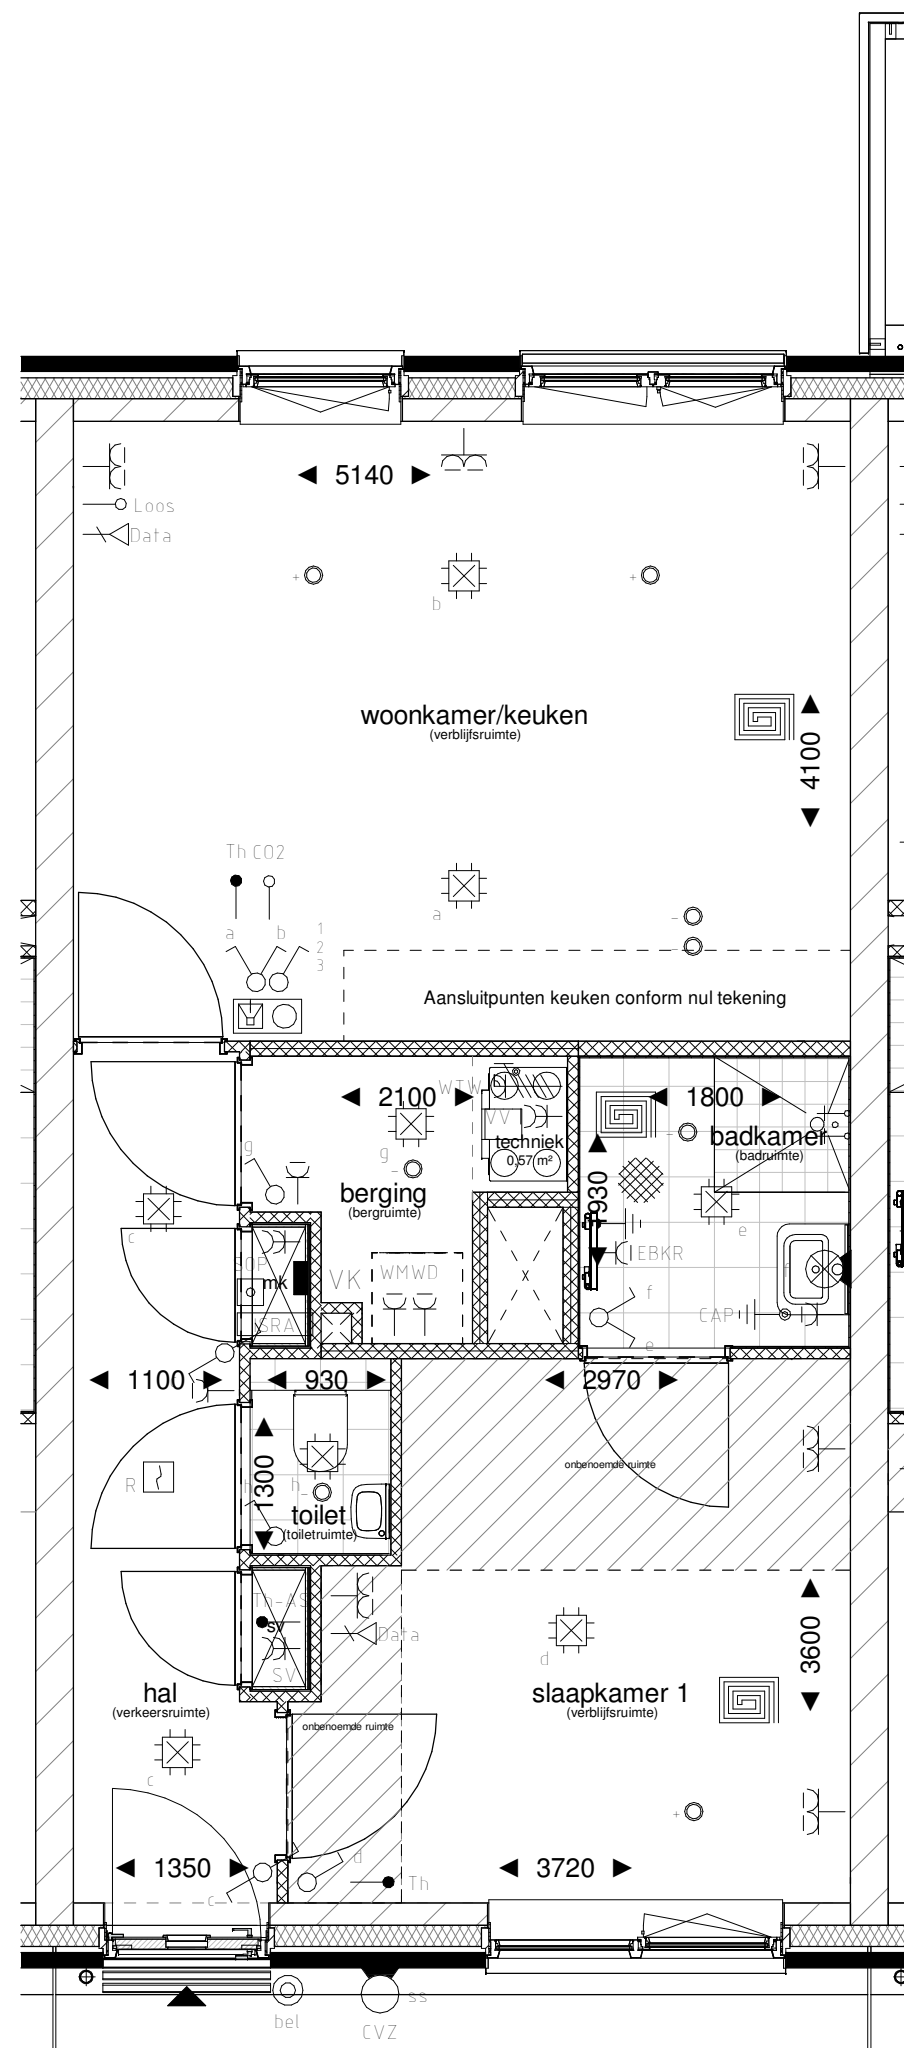 5140
Loos
Data
+
+
b
woonkamer/keuken
(verblijfsruimte)
4100
Th CO2
a
a b 1
2
3
Aansluitpunten keuken conform nul tekening
2100
1800
techniek
0,57 m²
badkamer
(badruimte)
g
g
berging
(bergruimte)
c
e
EBKR
mk
VK
WMWD
x
f
SRA
CAP
e
1100
930
2970
R
1300
h
onbenoemde ruimte
toilet
(toiletruimte)
Th-AS
sv
SV
Data
d
3600
hal
(verkeersruimte)
slaapkamer 1
(verblijfsruimte)
onbenoemde ruimte
c
+
1350
d
3720
c
Th
bel
ss
CVZ